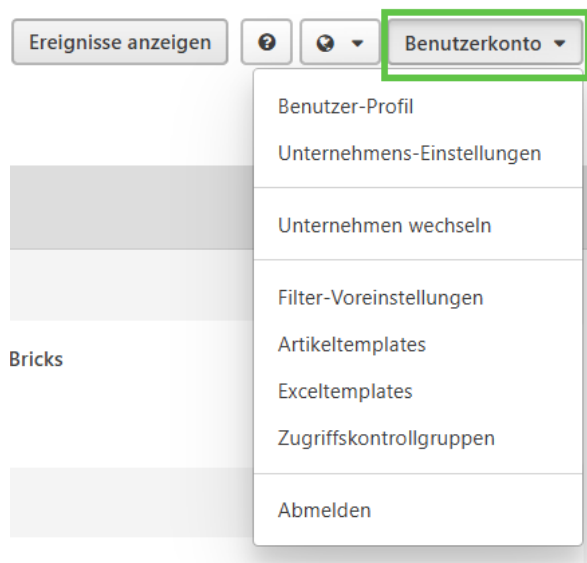 Ereignisse anzeigen
Benutzerkonto
Benutzer-Profil
Unternehmens-Einstellungen
Unternehmen wechseln
Filter-Voreinstellungen
Artikeltemplates
Exceltemplates
Zugriffskontrollgruppen
Abmelden
Bricks